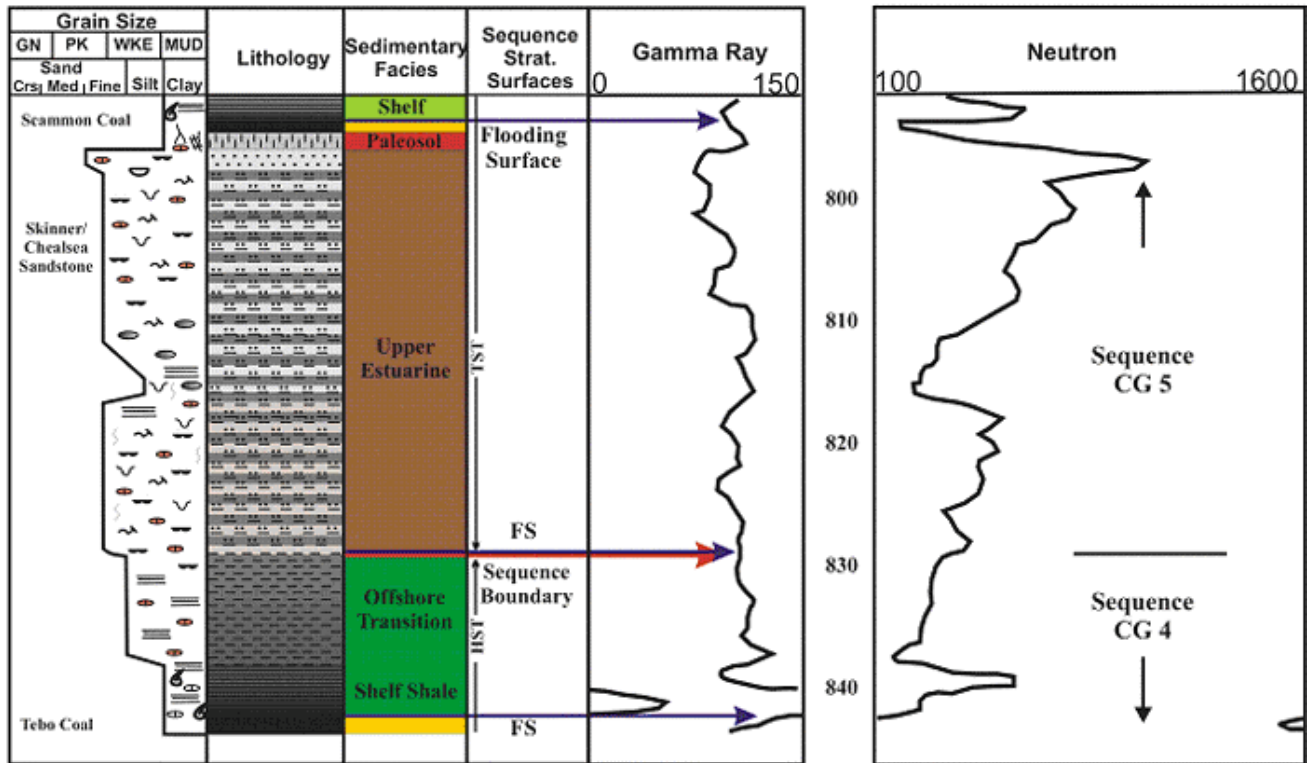 Grain Size
GN PK WKE MUD
Sand
Crs| Med | Fine Silt Clay
Lithology
Sedimentary
Facies
Sequence
Strat.
Surfaces
Gamma Ray
0 150
Neutron
100 1600
Scammon Coal
Shelf
Paleosol
Flooding
Surface
Skinner/
Chealsea
Sandstone
Upper
Estuarine
TST
FS
Sequence
Boundary
Offshore
Transition
HST
Shelf Shale
Tebo Coal
FS
800
810
820
830
840
Sequence
CG 5
Sequence
CG 4